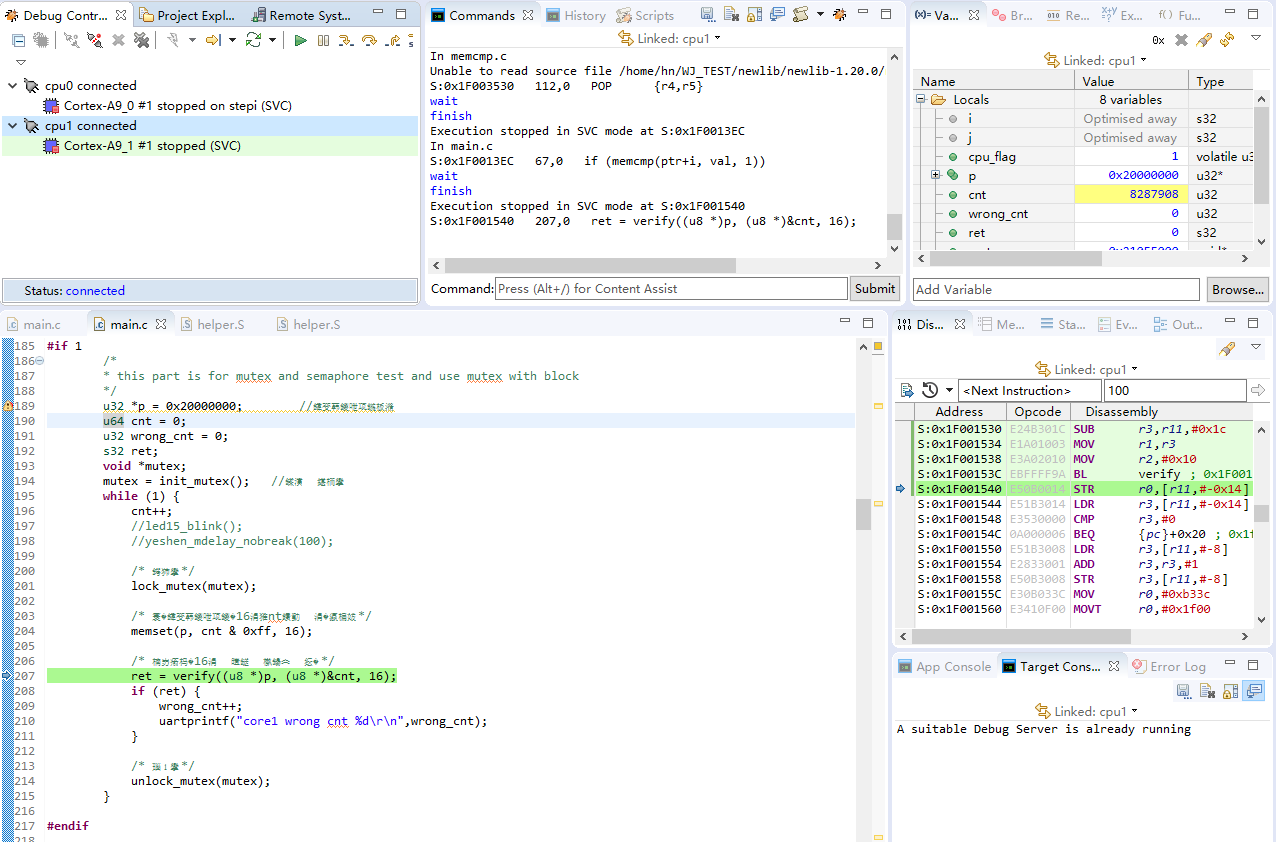 Debug Contr...
Project Expl...
Remote Syst...
cpu0 connected
Cortex-A9_0 #1 stopped on stepi (SVC)
cpu1 connected
Cortex-A9_1 #1 stopped (SVC)
Status: connected
Commands
History
Scripts
Linked: cpu1
In memcmp.c
Unable to read source file /home/hn/WJ_TEST/newlib/newlib-1.20.0/
S:0x1F003530 112,0 POP {r4,r5}
wait
finish
Execution stopped in SVC mode at S:0x1F0013EC
In main.c
S:0x1F0013EC 67,0 if (memcmp(ptr+i, val, 1))
wait
finish
Execution stopped in SVC mode at S:0x1F001540
S:0x1F001540 207,0 ret = verify((u8 *)p, (u8 *)&cnt, 16);
Command: Press (Alt+/) for Content Assist
Submit
(x)= Va...
Br...
Re...
Ex...
f() Fu...
0x
Linked: cpu1
Name Value Type
Locals 8 variables
i Optimised away s32
j Optimised away s32
cpu_flag 1 volatile u3
p 0x20000000 u32*
cnt 8287908 u32
wrong_cnt 0 u32
ret 0 s32
Add Variable
Browse...
main.c
main.c
helper.S
helper.S
185 #if 1
186 /*
187 * this part is for mutex and semaphore test and use mutex with block
188 */
189 u32 *p = 0x20000000; //
190 u64 cnt = 0;
191 u32 wrong_cnt = 0;
192 s32 ret;
193 void *mutex;
194 mutex = init_mutex(); //
195 while (1) {
196 cnt++;
197 //led15_blink();
198 //yeshen_mdelay_nobreak(100);
199
200 /* */
201 lock_mutex(mutex);
202
203 /* 16 nt */
204 memset(p, cnt & 0xff, 16);
205
206 /* 16 */
207 ret = verify((u8 *)p, (u8 *)&cnt, 16);
208 if (ret) {
209 wrong_cnt++;
210 uartprintf("core1 wrong cnt %d\r\n",wrong_cnt);
211 }
212
213 /* */
214 unlock_mutex(mutex);
215 }
216
217 #endif
218
Dis...
Me...
Sta...
Ev...
Out...
Linked: cpu1
<Next Instruction> 100
Address Opcode Disassembly
S:0x1F001530 E24B301C SUB r3,r11,#0x1c
S:0x1F001534 E1A01003 MOV r1,r3
S:0x1F001538 E3A02010 MOV r2,#0x10
S:0x1F00153C EBFFFF9A BL verify ; 0x1F001
S:0x1F001540 E50B0014 STR r0,[r11,#-0x14]
S:0x1F001544 E51B3014 LDR r3,[r11,#-0x14]
S:0x1F001548 E3530000 CMP r3,#0
S:0x1F00154C 0A000006 BEQ {pc}+0x20 ; 0x1f
S:0x1F001550 E51B3008 LDR r3,[r11,#-8]
S:0x1F001554 E2833001 ADD r3,r3,#1
S:0x1F001558 E50B3008 STR r3,[r11,#-8]
S:0x1F00155C E30B033C MOV r0,#0xb33c
S:0x1F001560 E3410F00 MOVT r0,#0x1f00
App Console
Target Cons...
Error Log
Linked: cpu1
A suitable Debug Server is already running